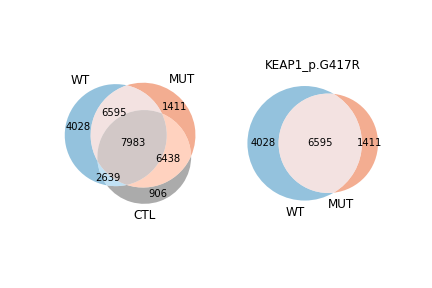 WT
MUT
1411
6595
4028
7983
6438
2639
906
CTL
KEAP1_p.G417R
4028
6595
1411
MUT
WT